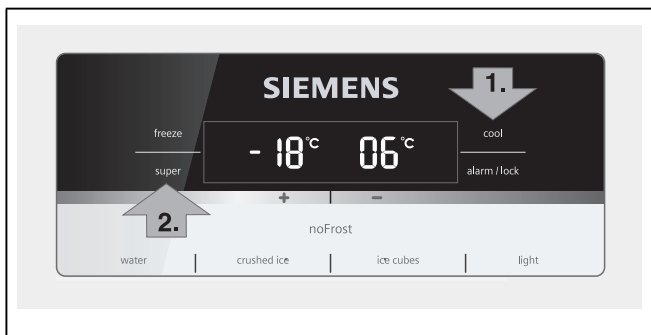 SIEMENS
1.
freeze
super
- 18°C 06°C
cool
alarm / lock
+ -
2.
noFrost
water crushed ice ice cubes light